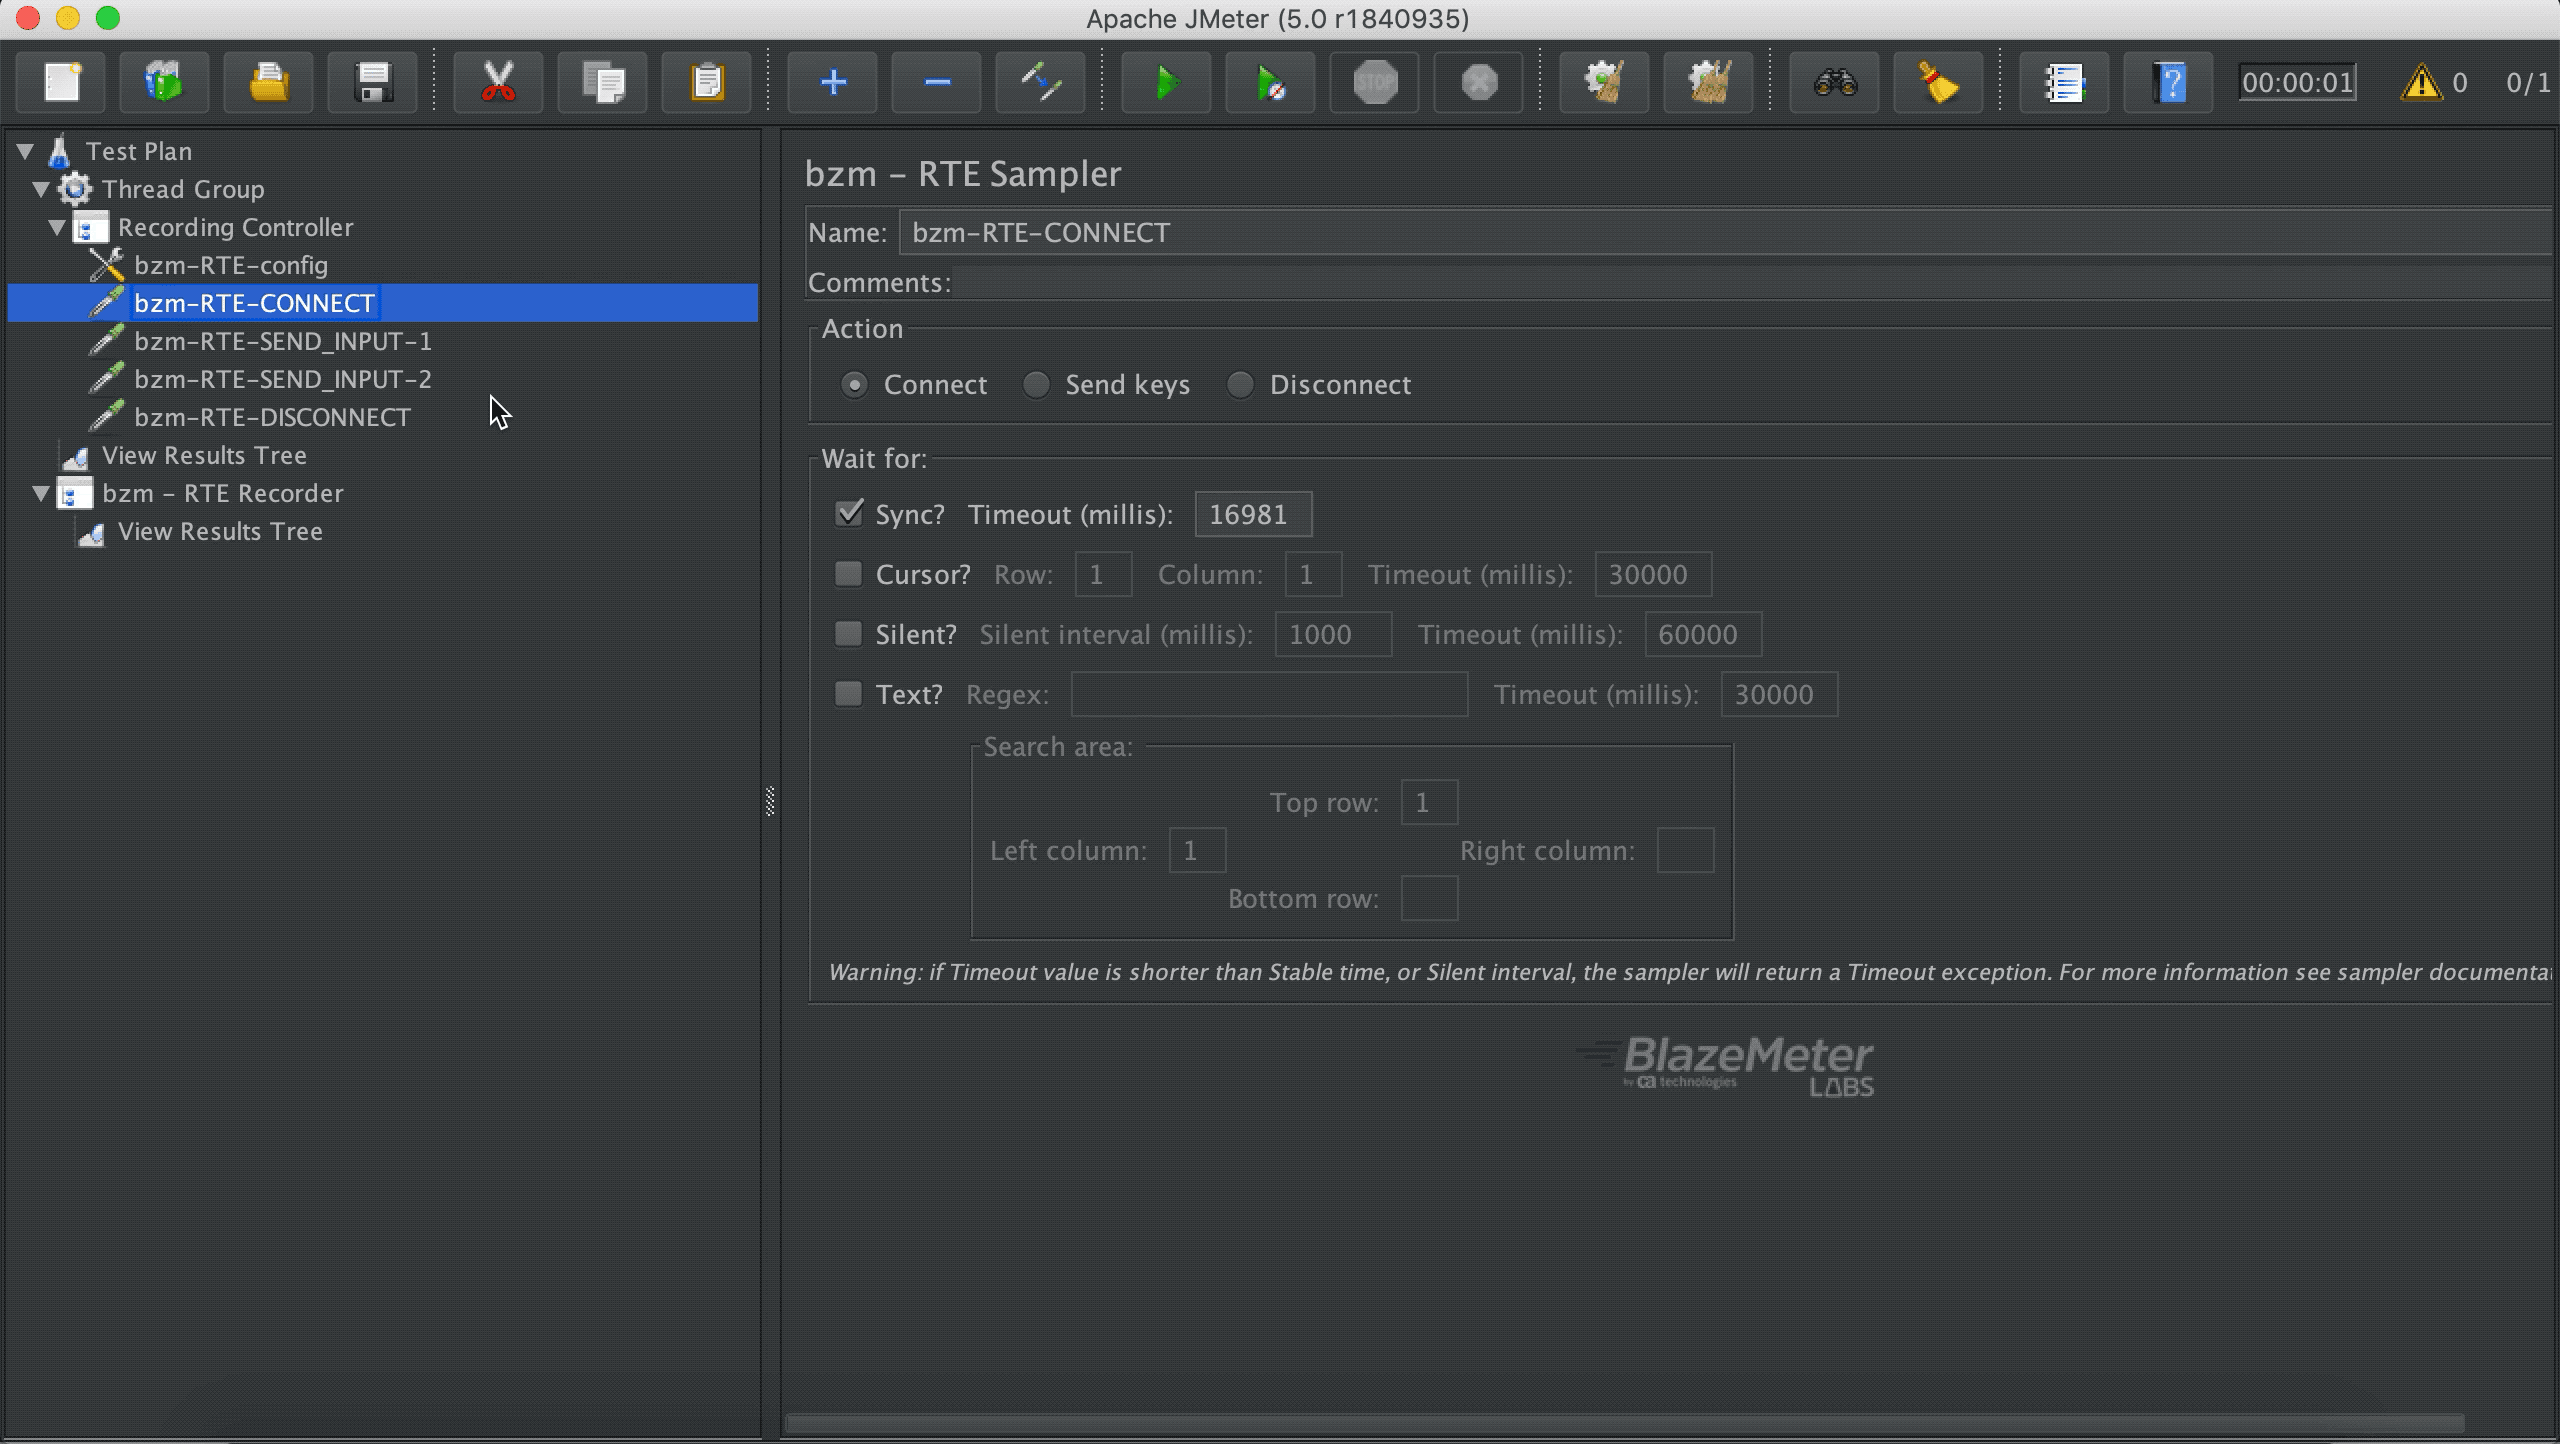 Apache JMeter (5.0 r1840935)
STOP
00:00:01
0
0/1
Test Plan
Thread Group
Recording Controller
bzm-RTE-config
bzm-RTE-CONNECT
bzm-RTE-SEND_INPUT-1
bzm-RTE-SEND_INPUT-2
bzm-RTE-DISCONNECT
View Results Tree
bzm - RTE Recorder
View Results Tree
bzm - RTE Sampler
Name: bzm-RTE-CONNECT
Comments:
Action
Connect Send keys Disconnect
Wait for:
Sync? Timeout (millis): 16981
Cursor? Row: 1 Column: 1 Timeout (millis): 30000
Silent? Silent interval (millis): 1000 Timeout (millis): 60000
Text? Regex: Timeout (millis): 30000
Search area:
Top row: 1
Left column: 1 Right column:
Bottom row:
Warning: if Timeout value is shorter than Stable time, or Silent interval, the sampler will return a Timeout exception. For more information see sampler documenta
BlazeMeter
by ca technologies
LABS